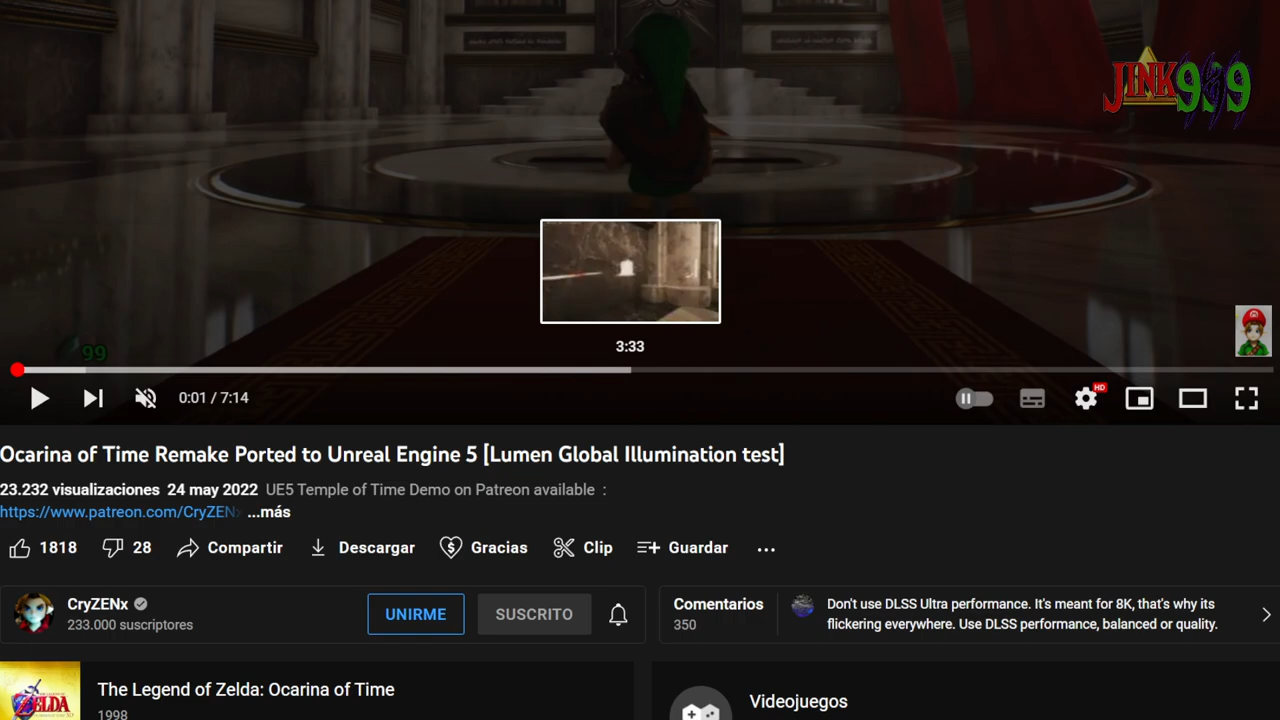 JINK999
3:33
99
0:01 / 7:14
HD
Ocarina of Time Remake Ported to Unreal Engine 5 [Lumen Global Illumination test]
23.232 visualizaciones 24 may 2022 UE5 Temple of Time Demo on Patreon available :
https://www.patreon.com/CryZENx ...más
1818 28 Compartir Descargar Gracias Clip Guardar ...
CryZENx
233.000 suscriptores
UNIRME
SUSCRITO
Comentarios
350
Don't use DLSS Ultra performance. It's meant for 8K, that's why its
flickering everywhere. Use DLSS performance, balanced or quality.
ZELDA
The Legend of Zelda: Ocarina of Time
1998
Videojuegos